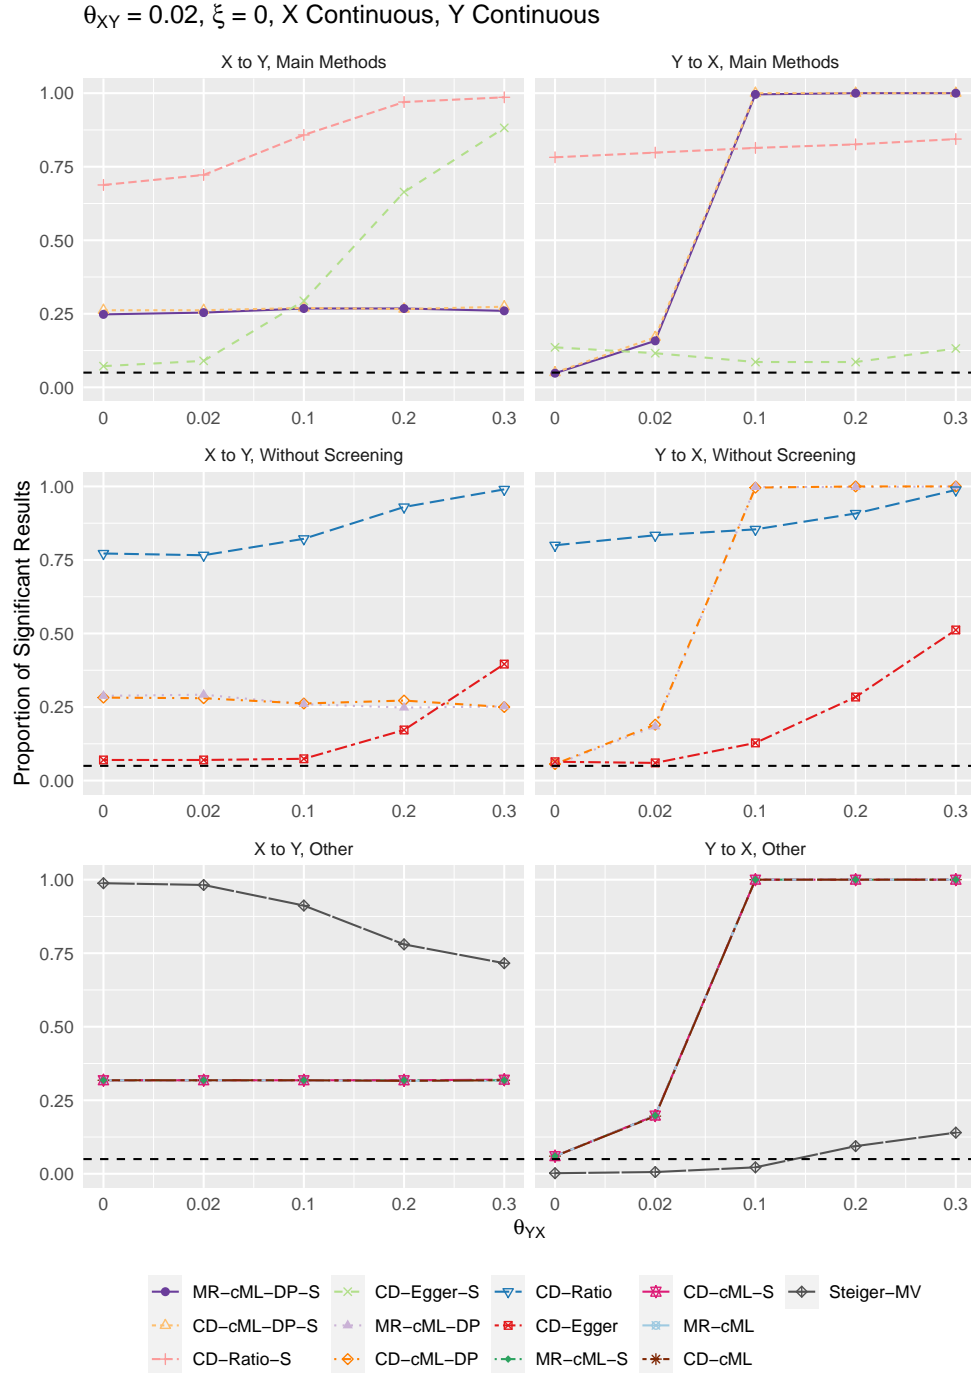 θXY = 0.02, ξ = 0, X Continuous, Y Continuous
X to Y, Main Methods
Y to X, Main Methods
1.00
0.75
0.50
0.25
0.00
0 0.02 0.1 0.2 0.3
0 0.02 0.1 0.2 0.3
X to Y, Without Screening
Y to X, Without Screening
1.00
0.75
0.50
0.25
0.00
0 0.02 0.1 0.2 0.3
0 0.02 0.1 0.2 0.3
X to Y, Other
Y to X, Other
1.00
0.75
0.50
0.25
0.00
0 0.02 0.1 0.2 0.3
0 0.02 0.1 0.2 0.3
Proportion of Significant Results
θYX
MR−cML−DP−S CD−Egger−S CD−Ratio CD−cML−S Steiger−MV
CD−cML−DP−S MR−cML−DP CD−Egger MR−cML
CD−Ratio−S CD−cML−DP MR−cML−S CD−cML